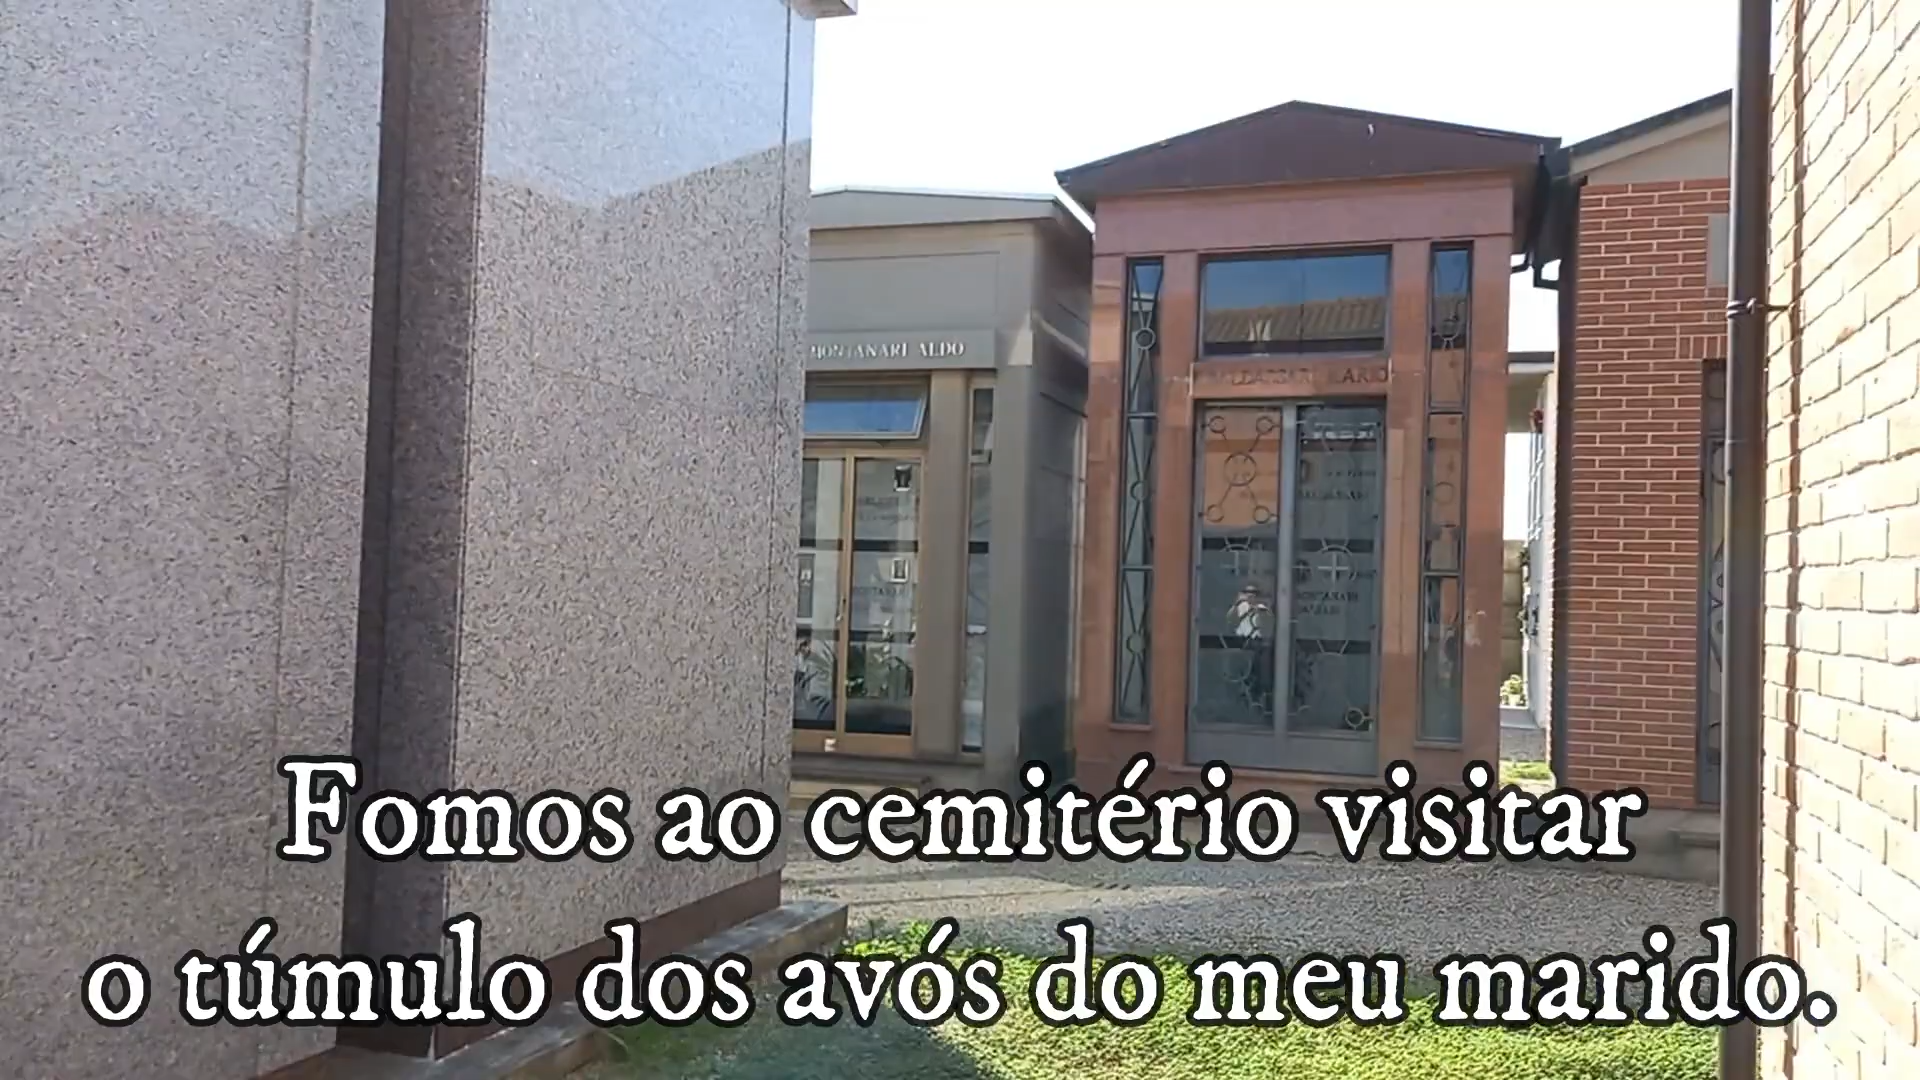 MONTANARI ALDO
Fomos ao cemitério visitar
o túmulo dos avós do meu marido.